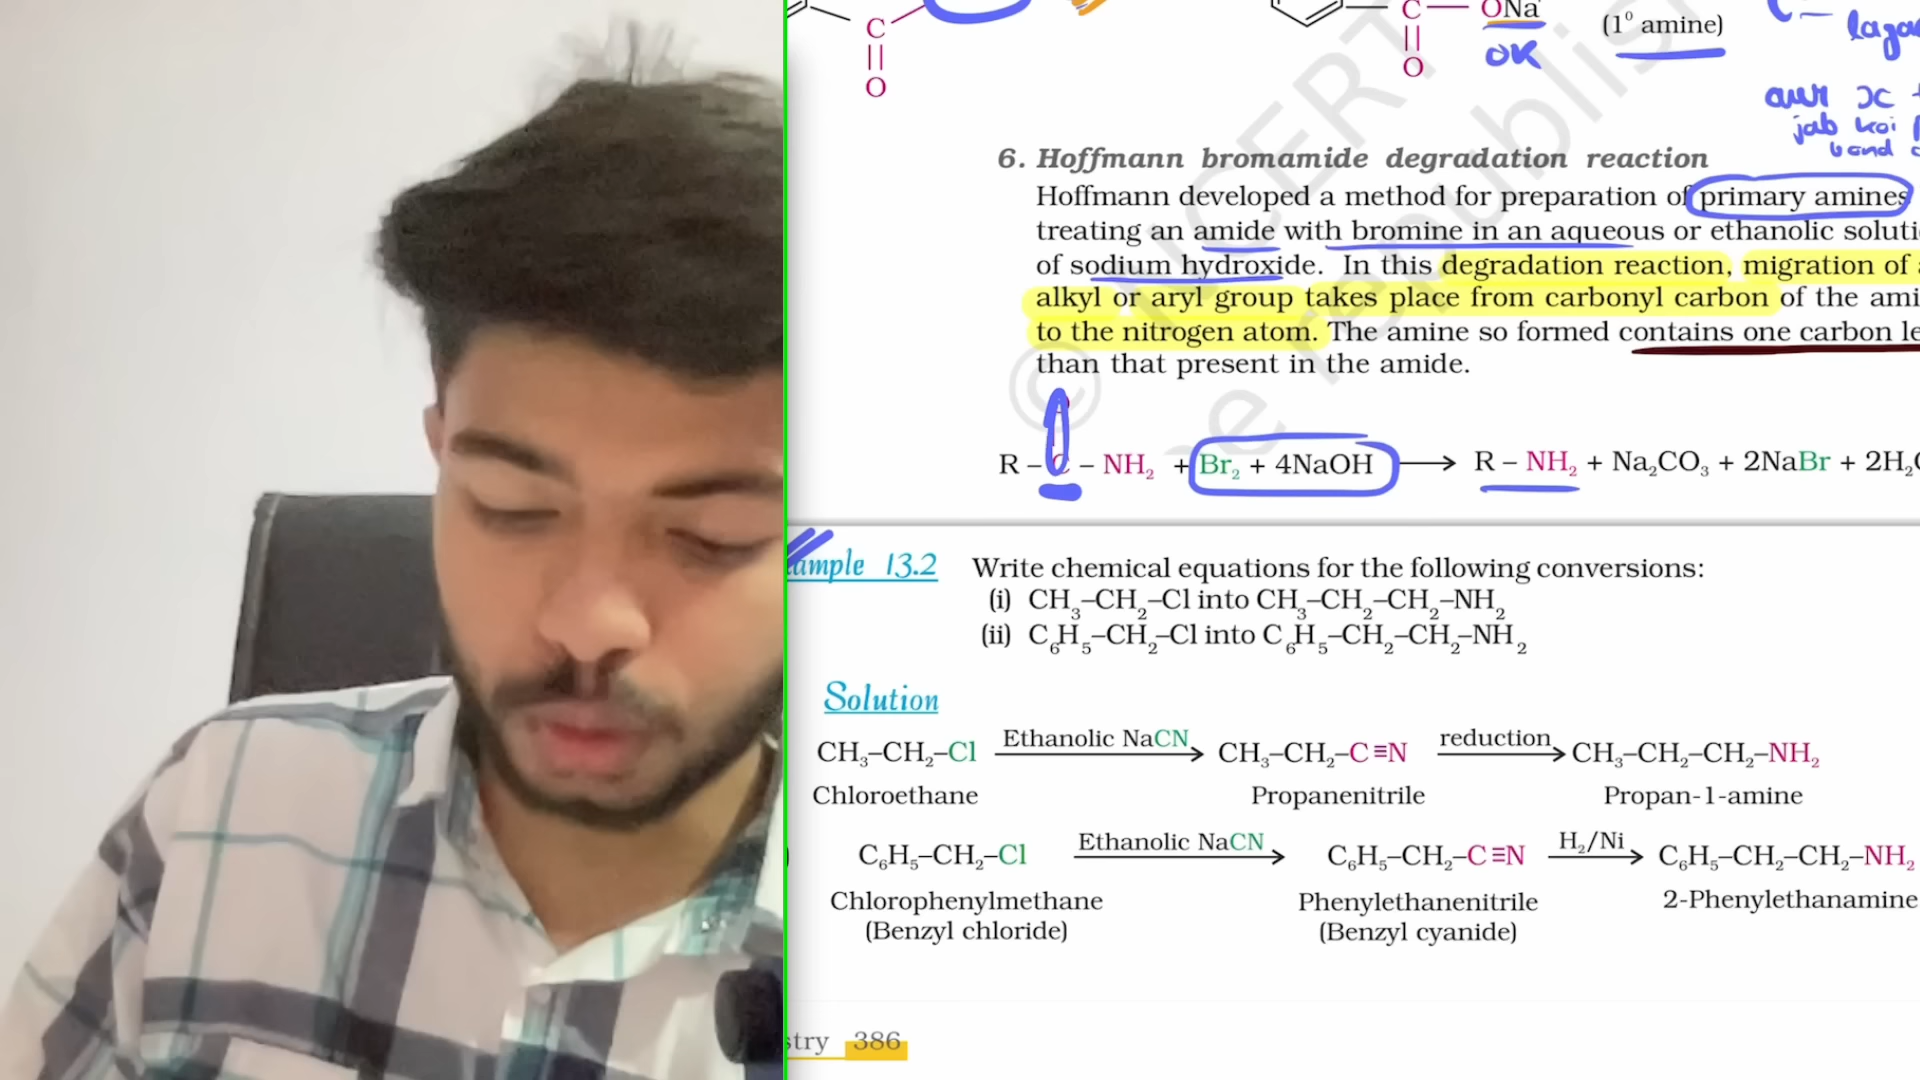 C ONa
C
O
O
(1° amine)
OK
aur x
jab koi
band
© NCERT
republis
6. Hoffmann bromamide degradation reaction
Hoffmann developed a method for preparation of primary amines
treating an amide with bromine in an aqueous or ethanolic soluti
of sodium hydroxide. In this degradation reaction, migration of a
alkyl or aryl group takes place from carbonyl carbon of the ami
to the nitrogen atom. The amine so formed contains one carbon le
than that present in the amide.
R – C – NH₂ + Br₂ + 4NaOH ⟶ R – NH₂ + Na₂CO₃ + 2NaBr + 2H₂O
ample 13.2 Write chemical equations for the following conversions:
(i) CH₃–CH₂–Cl into CH₃–CH₂–CH₂–NH₂
(ii) C₆H₅–CH₂–Cl into C₆H₅–CH₂–CH₂–NH₂
Solution
CH₃–CH₂–Cl Ethanolic NaCN CH₃–CH₂–C≡N reduction CH₃–CH₂–CH₂–NH₂
Chloroethane Propanenitrile Propan-1-amine
C₆H₅–CH₂–Cl Ethanolic NaCN C₆H₅–CH₂–C≡N H₂/Ni C₆H₅–CH₂–CH₂–NH₂
Chlorophenylmethane Phenylethanenitrile 2-Phenylethanamine
(Benzyl chloride) (Benzyl cyanide)
stry 386